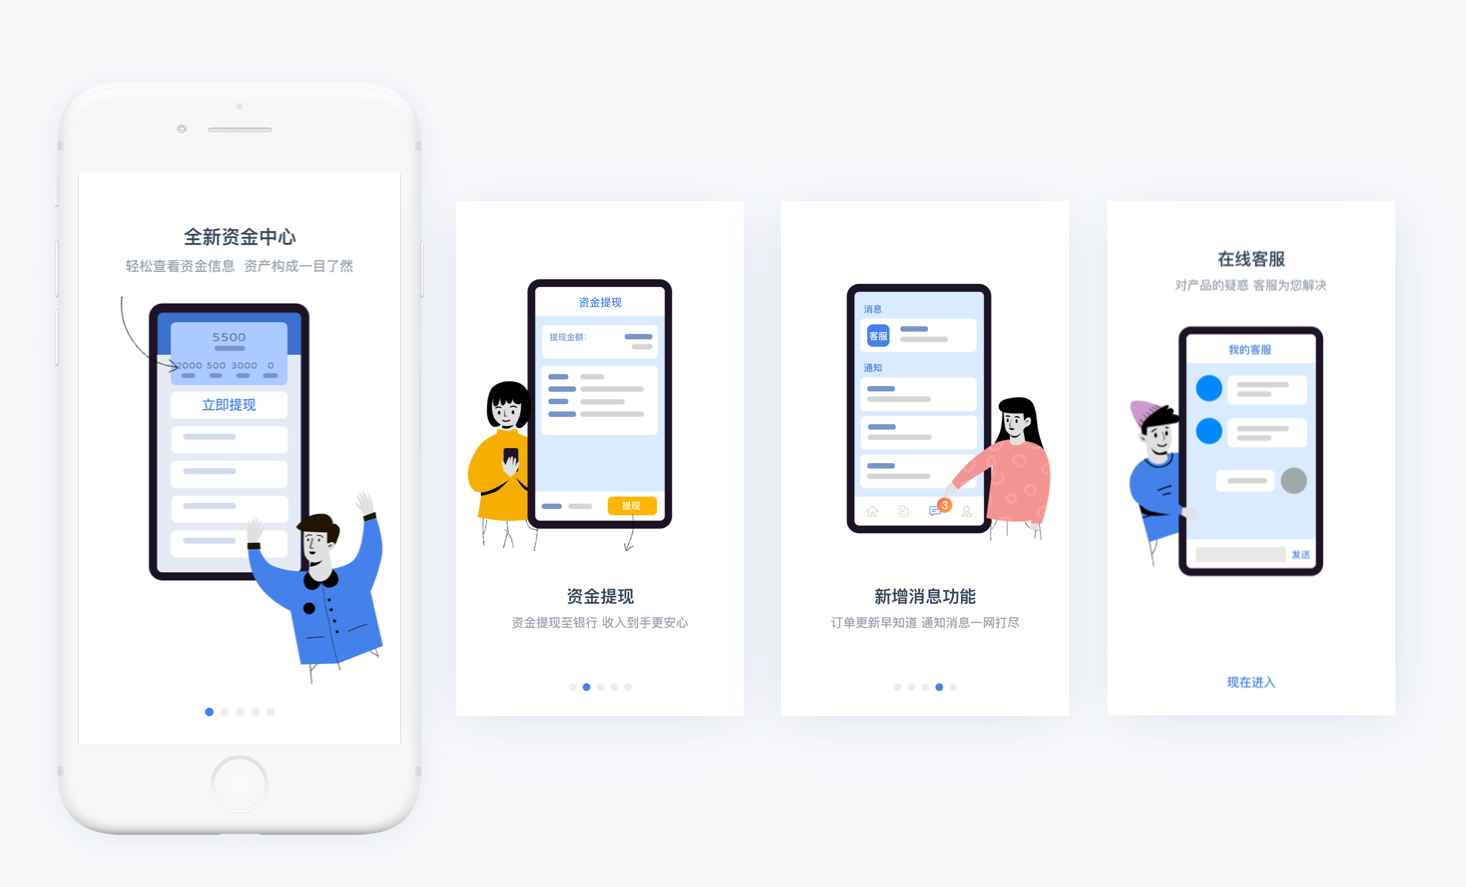 全新资金中心
轻松查看资金信息 资产构成一目了然
5500
2000 500 3000 0
立即提现
资金提现
提现金额:
提现
资金提现
资金提现至银行 收入到手更安心
消息
客服
通知
3
新增消息功能
订单更新早知道 通知消息一网打尽
在线客服
对产品的疑惑 客服为您解决
我的客服
发送
现在进入